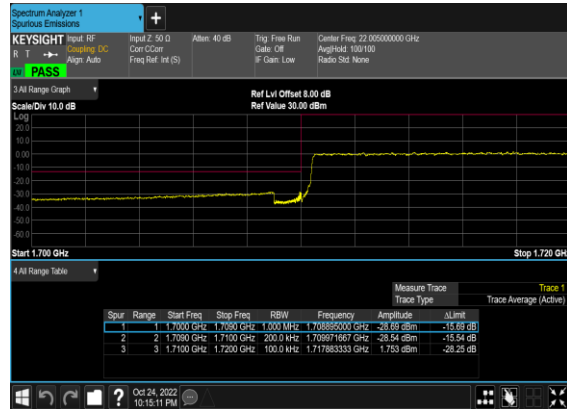 Spectrum Analyzer 1
Spurious Emissions
+
KEYSIGHT Input: RF Input Z: 50 Ω Atten: 40 dB Trig: Free Run Center Freq: 22.005000000 GHz
R T Coupling: DC Corr CCorr Gate: Off Avg|Hold: 100/100
Align: Auto Freq Ref: Int (S) IF Gain: Low Radio Std: None
PASS
3 All Range Graph
Ref Lvl Offset 8.00 dB
Scale/Div 10.0 dB Ref Value 30.00 dBm
Log
20.0
10.0
0.00
-10.0
-20.0
-30.0
-40.0
-50.0
-60.0
Start 1.700 GHz Stop 1.720 GH
4 All Range Table
Measure Trace Trace 1
Trace Type Trace Average (Active)
Spur Range Start Freq Stop Freq RBW Frequency Amplitude ΔLimit
1 1 1.7000 GHz 1.7090 GHz 1.000 MHz 1.708895000 GHz -28.69 dBm -15.69 dB
2 2 1.7090 GHz 1.7100 GHz 200.0 kHz 1.709971667 GHz -28.54 dBm -15.54 dB
3 3 1.7100 GHz 1.7200 GHz 100.0 kHz 1.717883333 GHz 1.753 dBm -28.25 dB
? Oct 24, 2022
10:15:11 PM